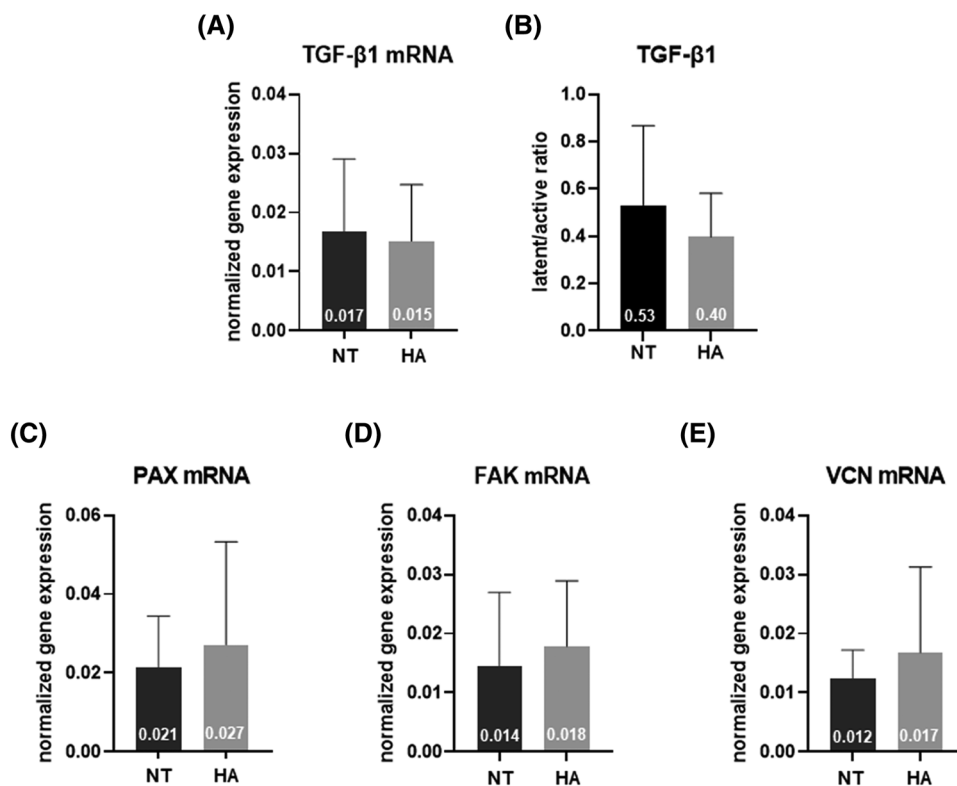 (A)
TGF-β1 mRNA
normalized gene expression
0.04
0.03
0.02
0.01
0.00
0.017
0.015
NT
HA
(B)
TGF-β1
latent/active ratio
1.0
0.8
0.6
0.4
0.2
0.0
0.53
0.40
NT
HA
(C)
PAX mRNA
normalized gene expression
0.06
0.04
0.02
0.00
0.021
0.027
NT
HA
(D)
FAK mRNA
normalized gene expression
0.04
0.03
0.02
0.01
0.00
0.014
0.018
NT
HA
(E)
VCN mRNA
normalized gene expression
0.04
0.03
0.02
0.01
0.00
0.012
0.017
NT
HA